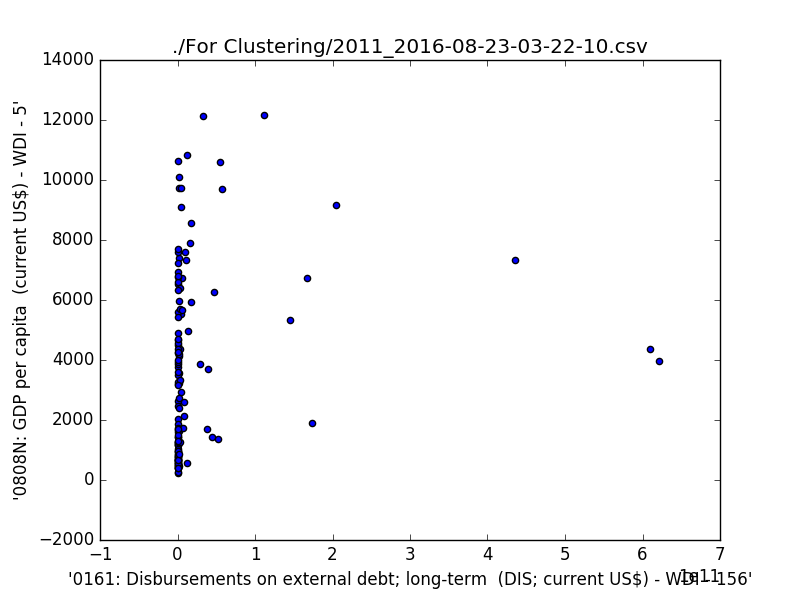 ./For Clustering/2011_2016-08-23-03-22-10.csv
14000
12000
10000
8000
6000
4000
2000
0
−2000
'0808N: GDP per capita  (current US$) - WDI - 5'
−1 0 1 2 3 4 5 6 7
1e11
'0161: Disbursements on external debt; long-term  (DIS; current US$) - WDI - 156'